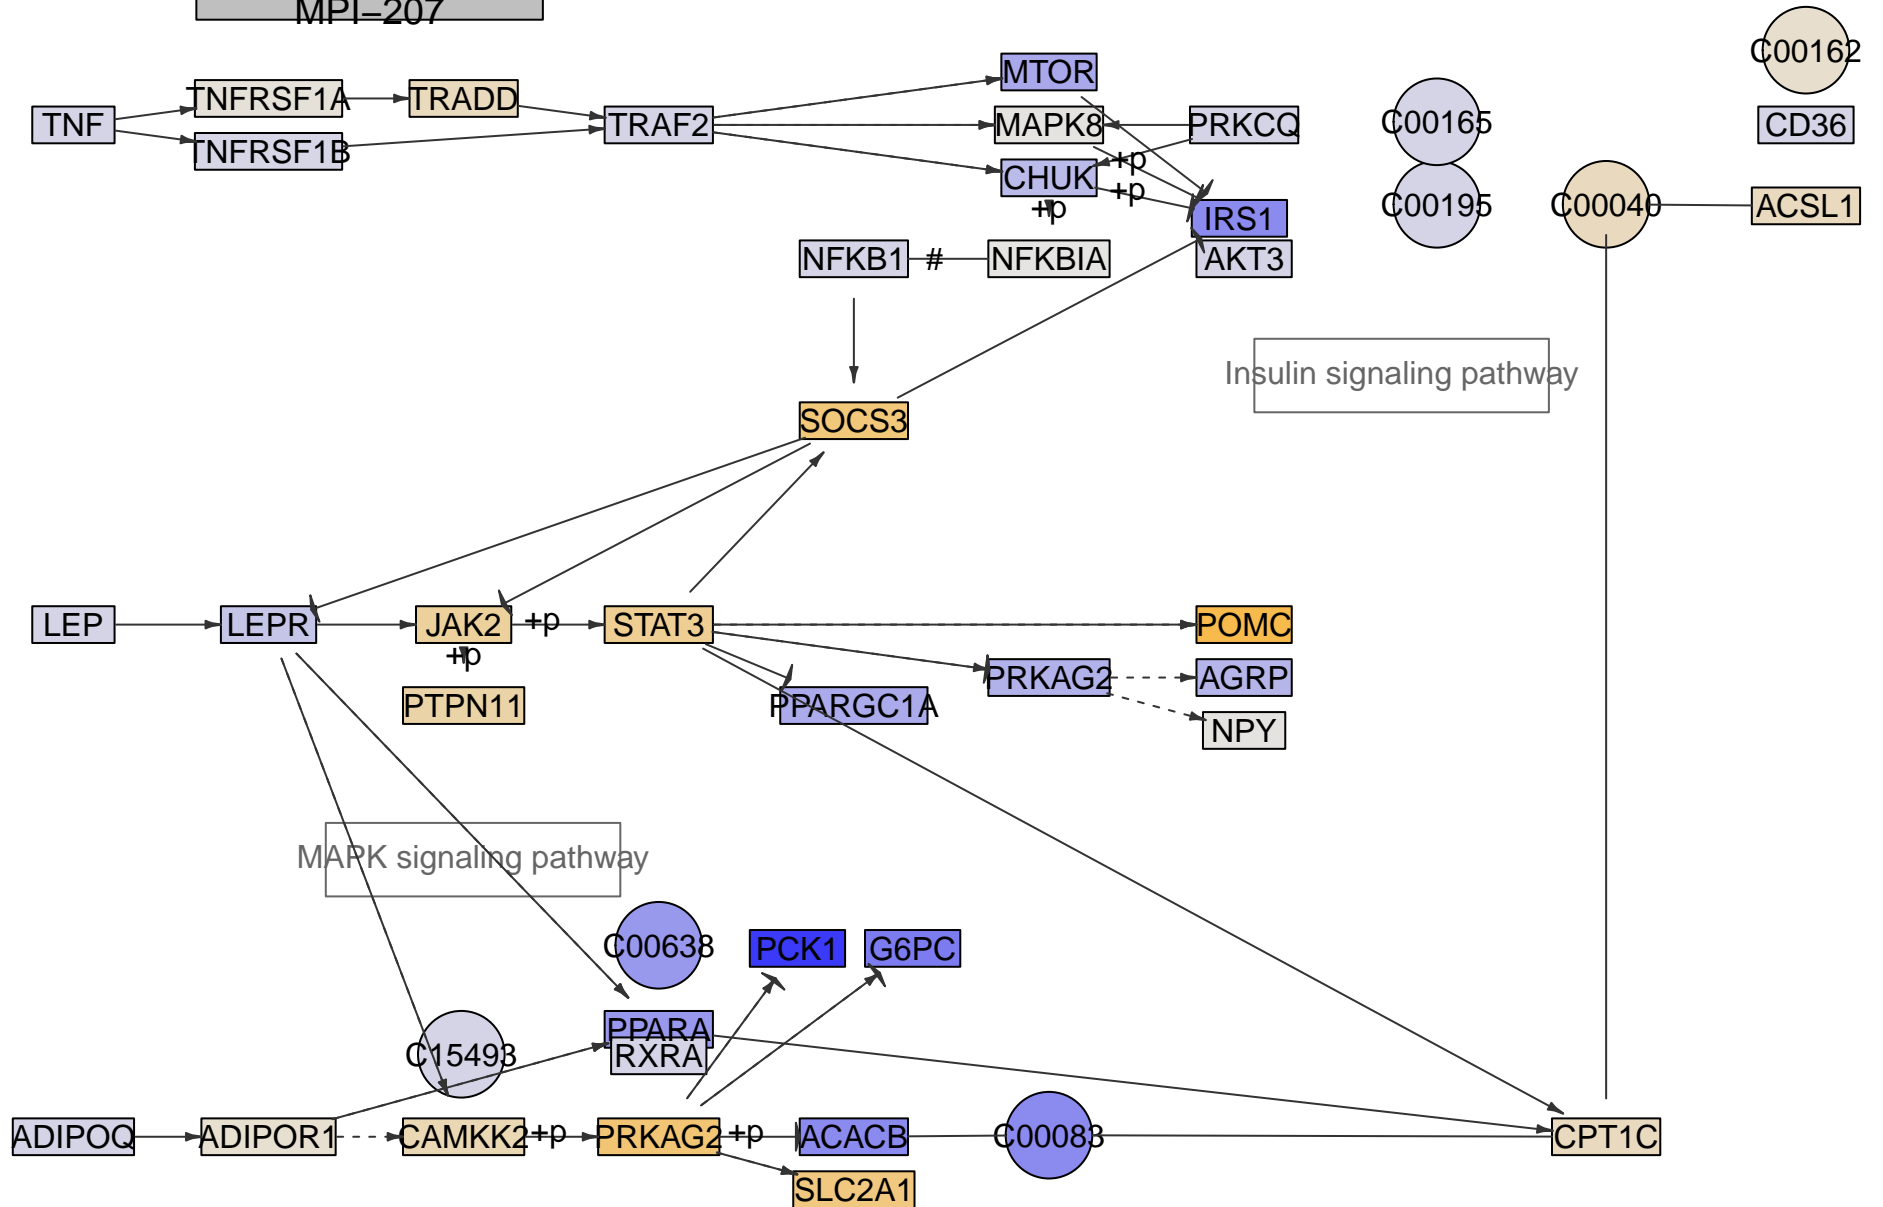 MPI–207
C00162
MTOR
TNFRSF1A
TRADD
TNF
TRAF2
MAPK8
PRKCQ
C00165
CD36
TNFRSF1B
+p
CHUK
+p
+p
IRS1
C00195
C00040
ACSL1
NFKB1
#
NFKBIA
AKT3
Insulin signaling pathway
SOCS3
LEP
LEPR
JAK2
+p
STAT3
POMC
+p
PRKAG2
AGRP
PTPN11
PPARGC1A
NPY
MAPK signaling pathway
C00638
PCK1
G6PC
PPARA
C15493
RXRA
ADIPOQ
ADIPOR1
CAMKK2
+p
PRKAG2
+p
ACACB
C00083
CPT1C
SLC2A1